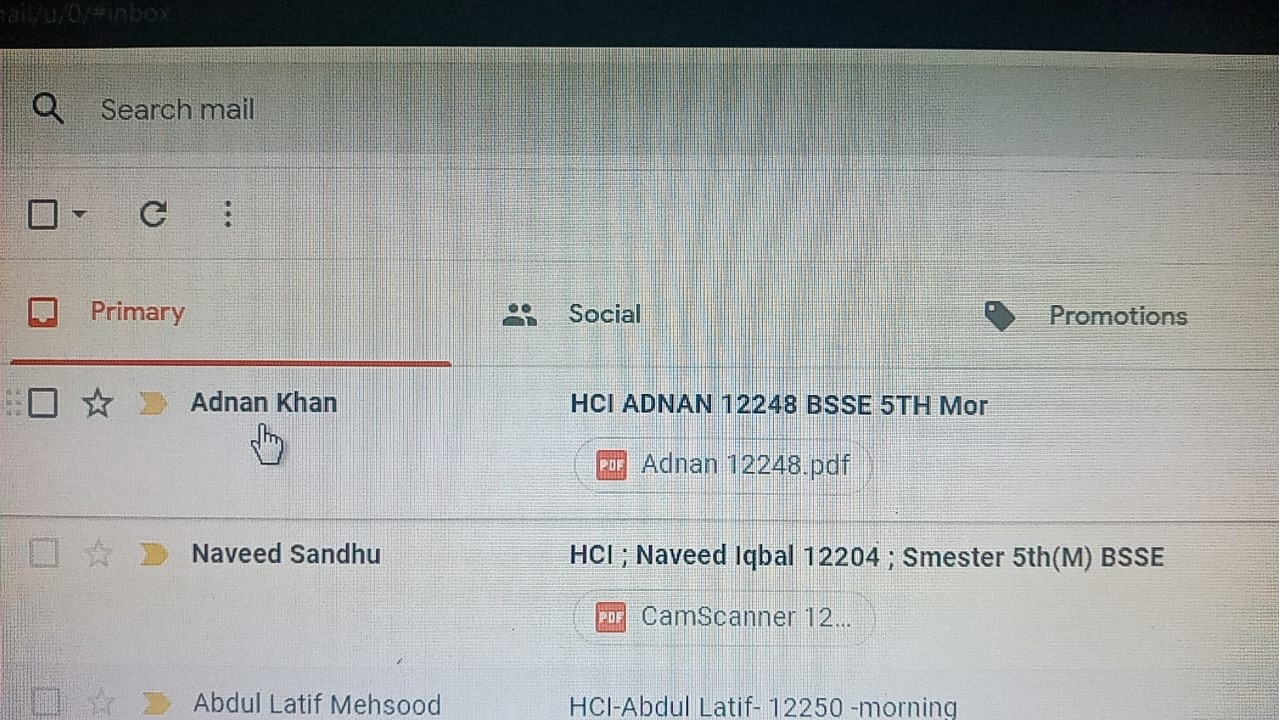 ail/u/0/#inbox
Search mail
Primary
Social
Promotions
Adnan Khan
HCI ADNAN 12248 BSSE 5TH Mor
PDF Adnan 12248.pdf
Naveed Sandhu
HCI ; Naveed Iqbal 12204 ; Smester 5th(M) BSSE
PDF CamScanner 12...
Abdul Latif Mehsood
HCI-Abdul Latif- 12250 -morning